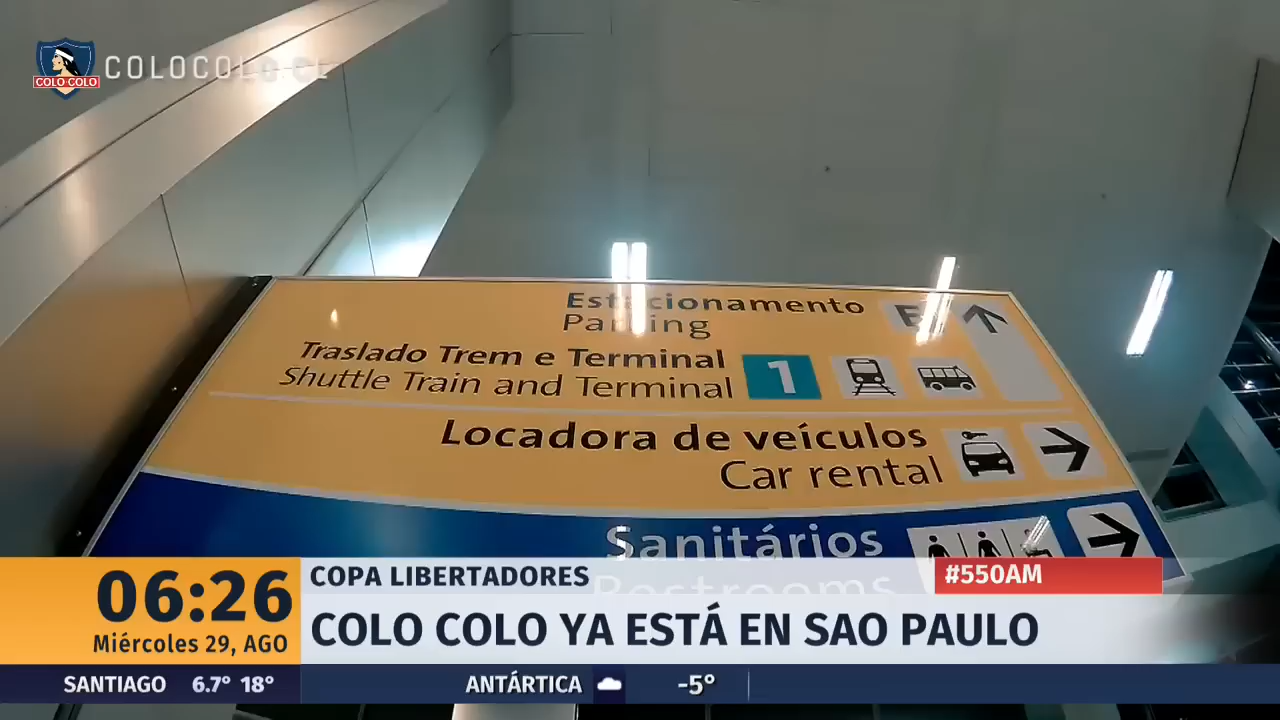 COLO COLO
COLOCOLO.CL
Estacionamento
Parking
E
Traslado Trem e Terminal
Shuttle Train and Terminal
1
Locadora de veículos
Car rental
Sanitários
Restrooms
06:26
Miércoles 29, AGO
COPA LIBERTADORES
#550AM
COLO COLO YA ESTÁ EN SAO PAULO
SANTIAGO 6.7° 18°
ANTÁRTICA -5°